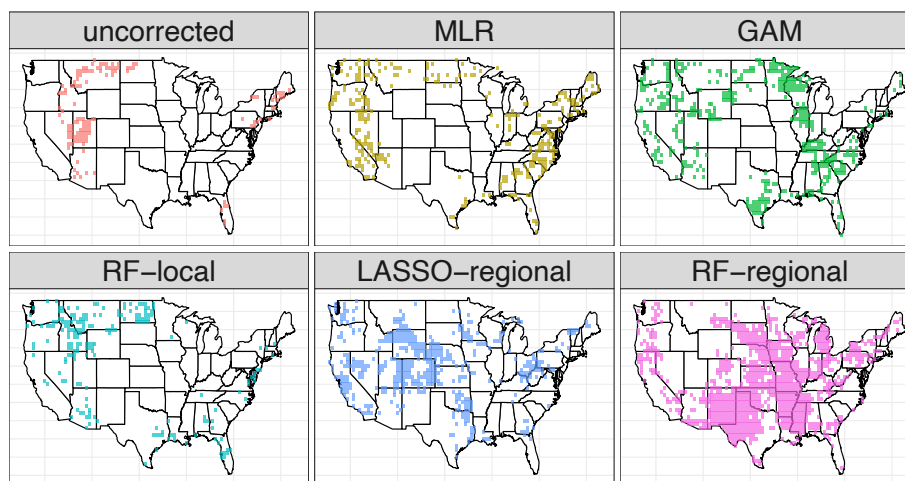 uncorrected
MLR
GAM
RF−local
LASSO−regional
RF−regional